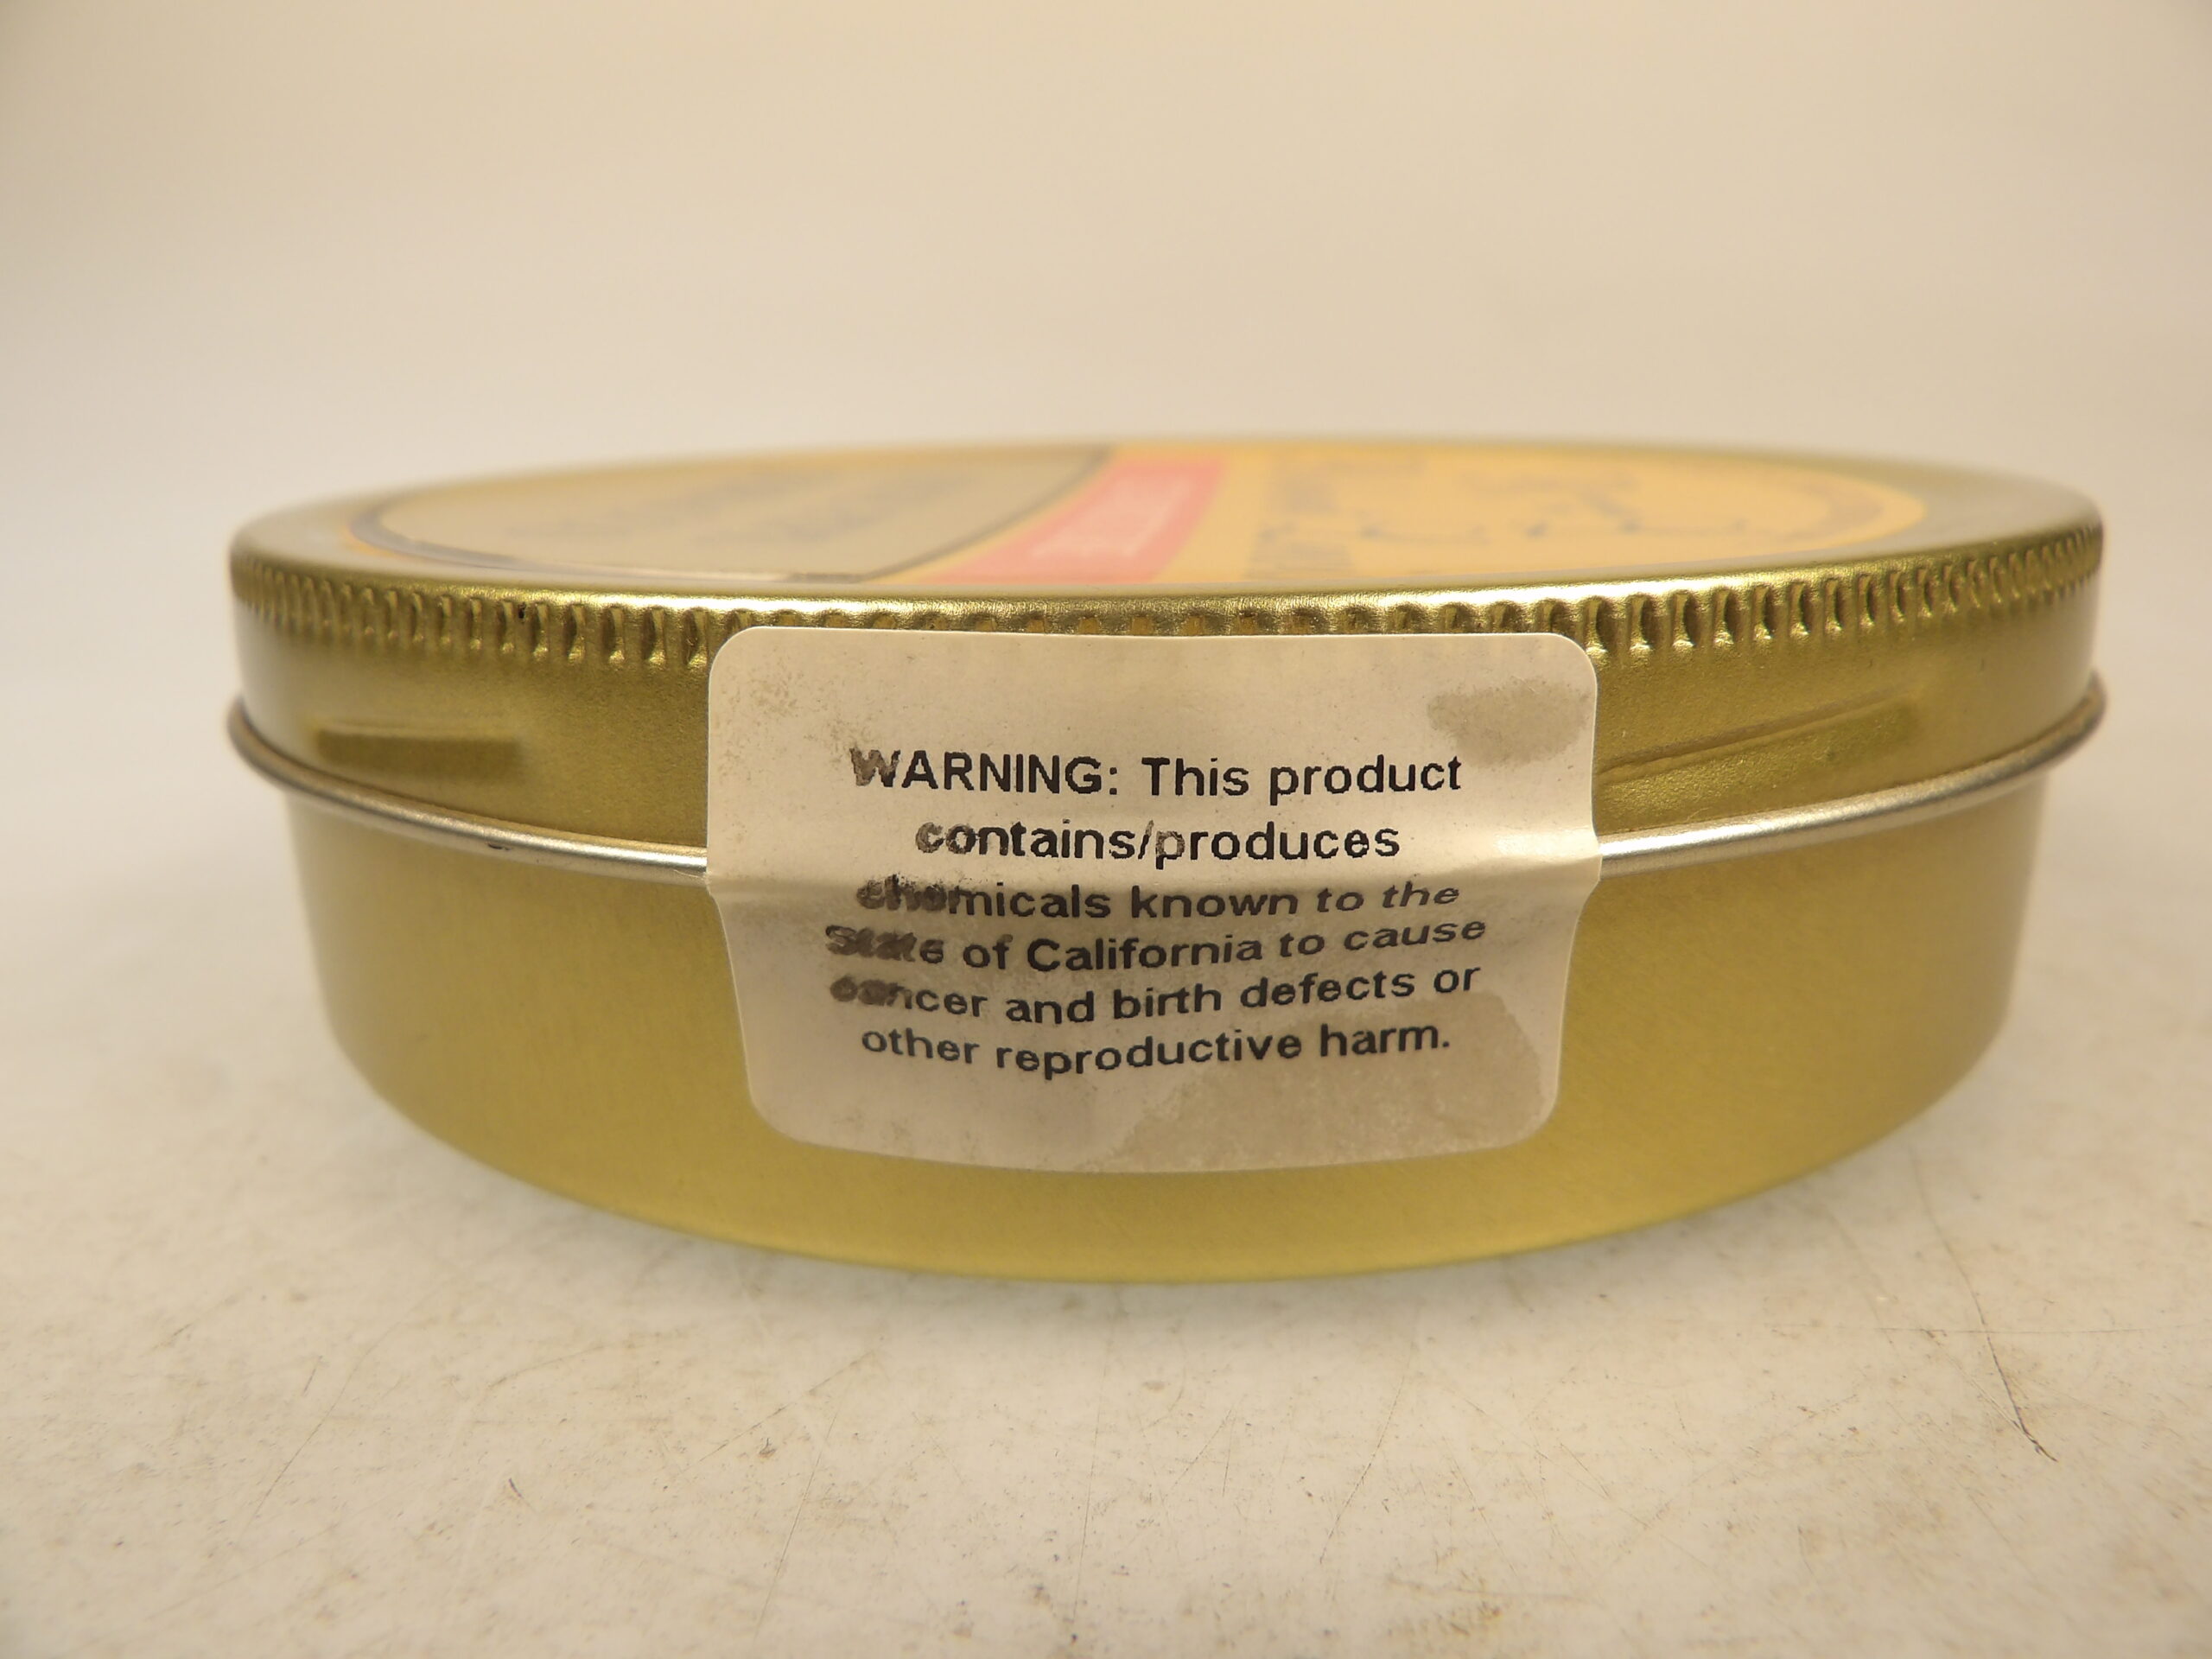 WARNING: This product
contains/produces
chemicals known to the
State of California to cause
cancer and birth defects or
other reproductive harm.